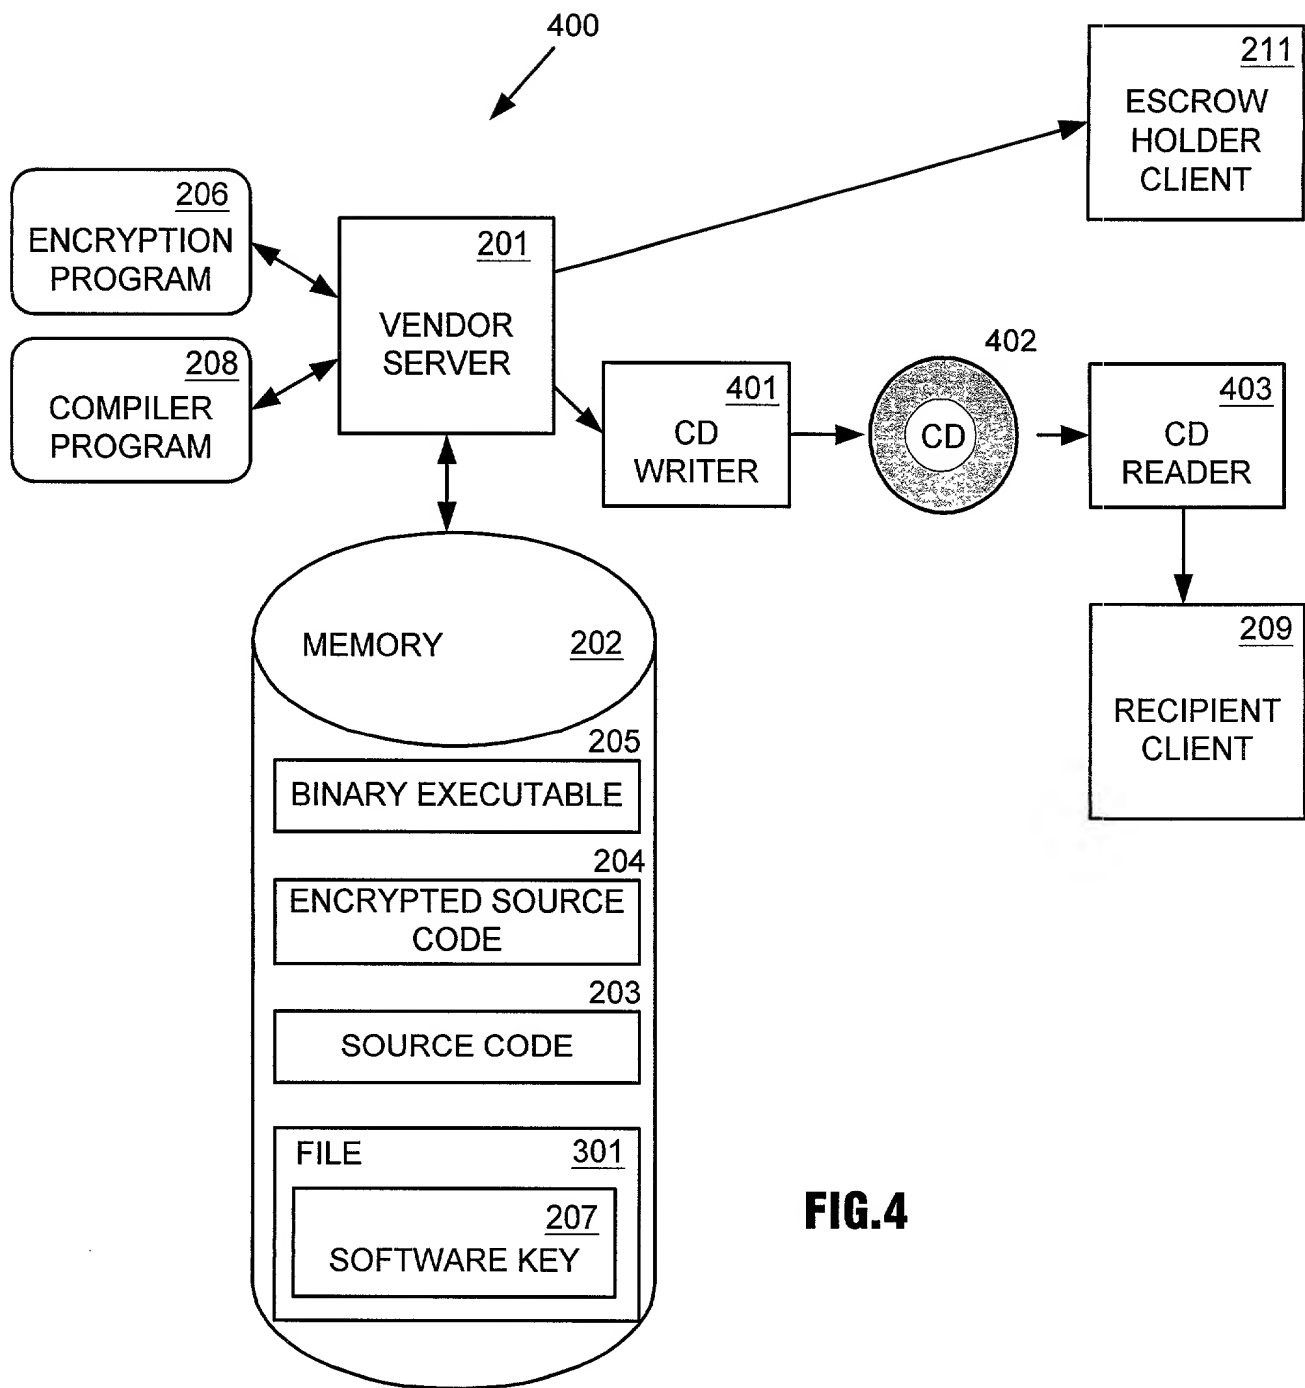 400
211
ESCROW
HOLDER
CLIENT
206
ENCRYPTION
PROGRAM
201
VENDOR
SERVER
208
COMPILER
PROGRAM
401
CD
WRITER
402
CD
403
CD
READER
209
RECIPIENT
CLIENT
MEMORY 202
205
BINARY EXECUTABLE
204
ENCRYPTED SOURCE
CODE
203
SOURCE CODE
FILE 301
207
SOFTWARE KEY
FIG.4